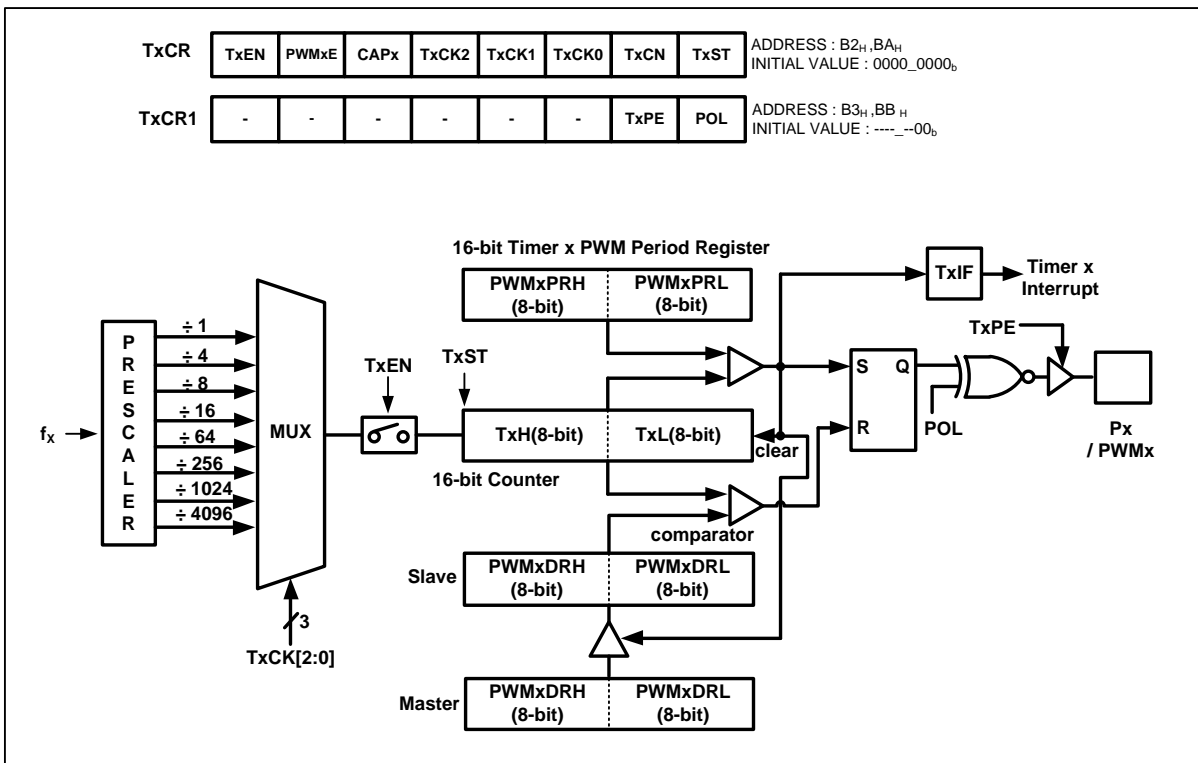 TxCR TxEN PWMxE CAPx TxCK2 TxCK1 TxCK0 TxCN TxST ADDRESS : B2H ,BAH
INITIAL VALUE : 0000_0000b
TxCR1 - - - - - - TxPE POL ADDRESS : B3H ,BB H
INITIAL VALUE : ----_--00b
16-bit Timer x PWM Period Register
PWMxPRH
(8-bit)
PWMxPRL
(8-bit)
TxIF
Timer x
Interrupt
fX
PRESCALER
÷ 1
÷ 4
÷ 8
÷ 16
÷ 64
÷ 256
÷ 1024
÷ 4096
MUX
3
TxCK[2:0]
TxEN
TxST
TxH(8-bit)
TxL(8-bit)
clear
16-bit Counter
comparator
S
Q
R
POL
TxPE
Px
/ PWMx
Slave
PWMxDRH
(8-bit)
PWMxDRL
(8-bit)
Master
PWMxDRH
(8-bit)
PWMxDRL
(8-bit)